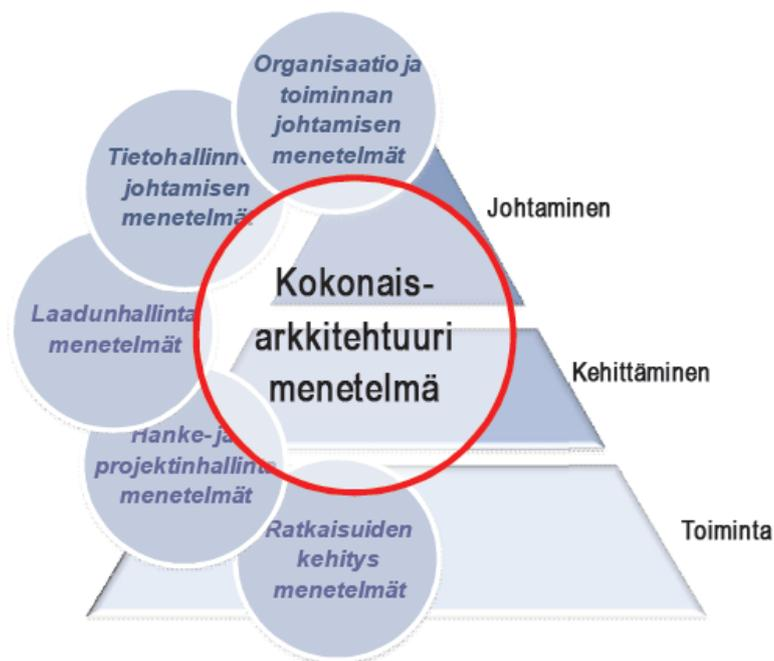 Organisaatio ja
toiminnan
johtamisen
menetelmät
Tietohallinno
johtamisen
menetelmät
Johtaminen
Kokonais-
arkkitehtuuri
menetelmä
Laadunhallinta
menetelmät
Kehittäminen
Hanke- ja
projektinhallinta
menetelmät
Ratkaisuiden
kehitys
menetelmät
Toiminta